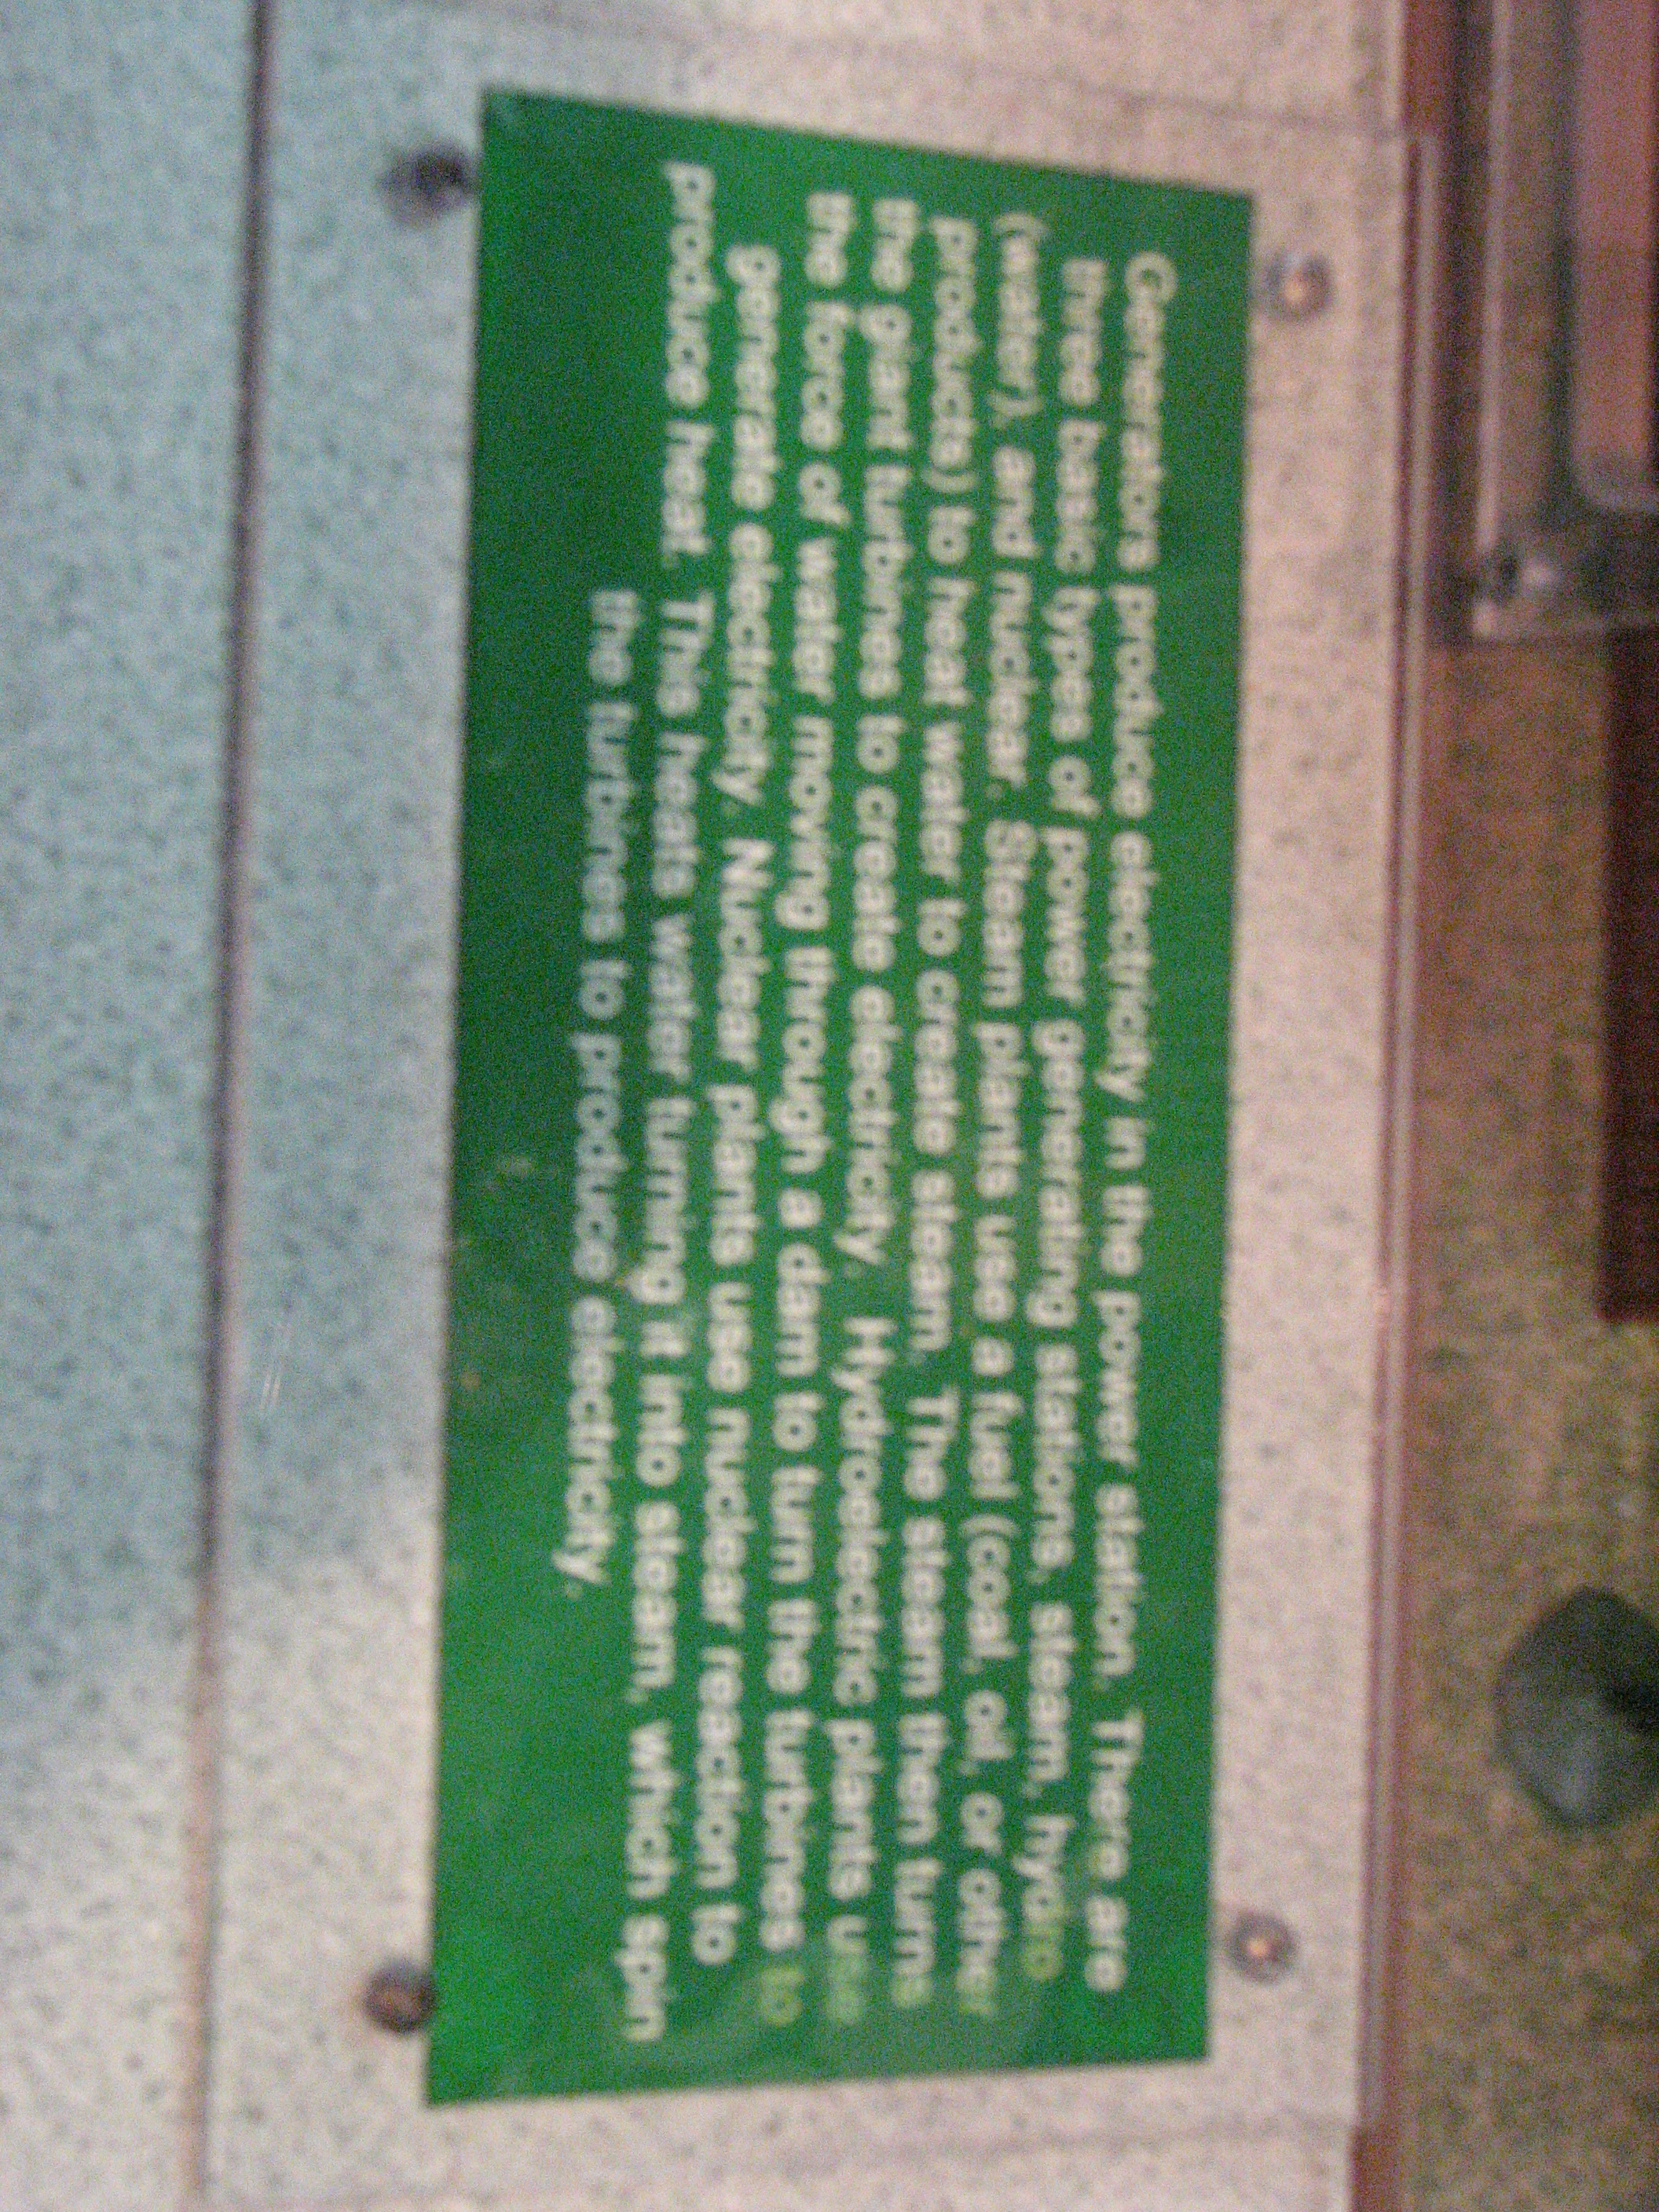 Generators produce electricity in the power station. There are
three basic types of power generating stations, steam, hydro
(water), and nuclear. Steam plants use a fuel (coal, oil, or other
products) to heat water to create steam. The steam then turns
the giant turbines to create electricity. Hydroelectric plants use
the force of water moving through a dam to turn the turbines to
generate electricity. Nuclear plants use nuclear reaction to
produce heat. This heats water turning it into steam, which spin
the turbines to produce electricity.